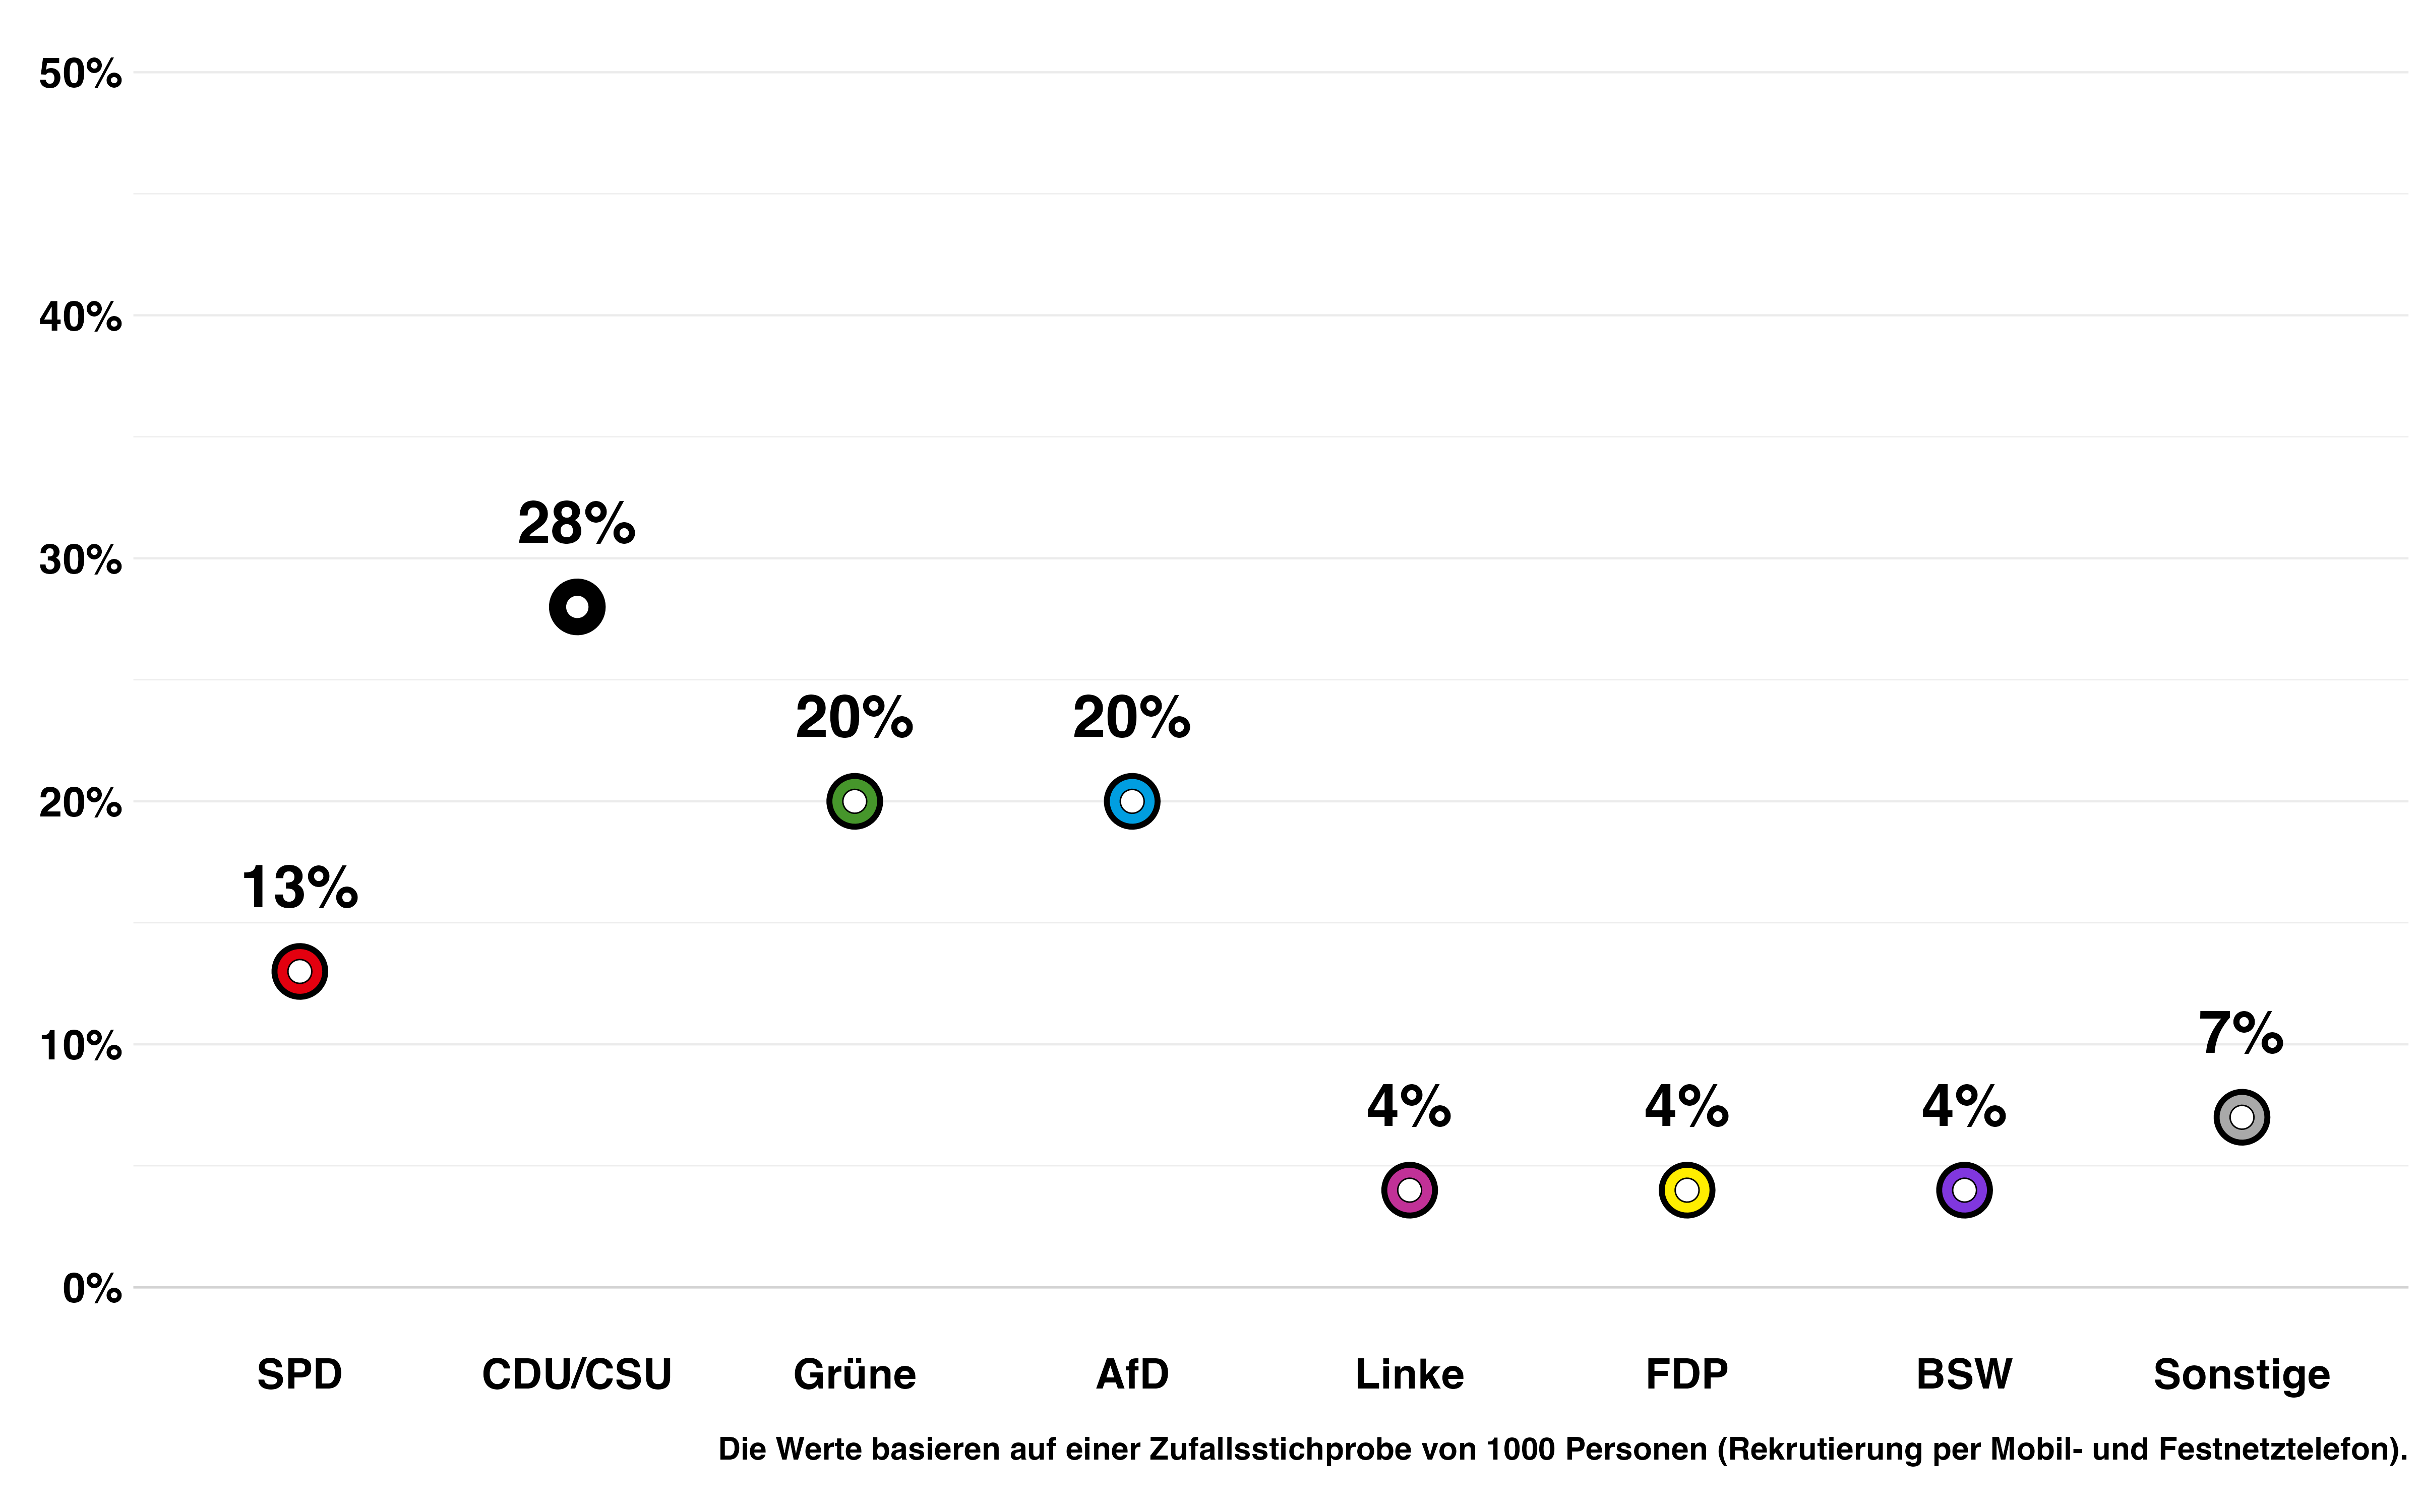 50%
40%
30%
20%
10%
0%
13%
28%
20%
20%
4%
4%
4%
7%
SPD
CDU/CSU
Grüne
AfD
Linke
FDP
BSW
Sonstige
Die Werte basieren auf einer Zufallsstichprobe von 1000 Personen (Rekrutierung per Mobil- und Festnetztelefon).